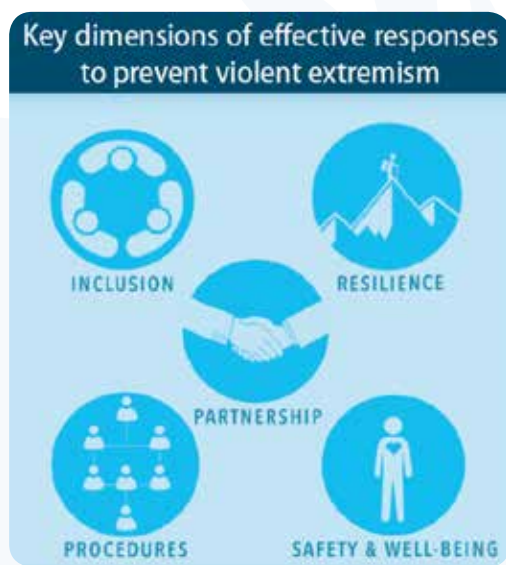 Key dimensions of effective responses
to prevent violent extremism
INCLUSION
RESILIENCE
PARTNERSHIP
PROCEDURES
SAFETY & WELL-BEING